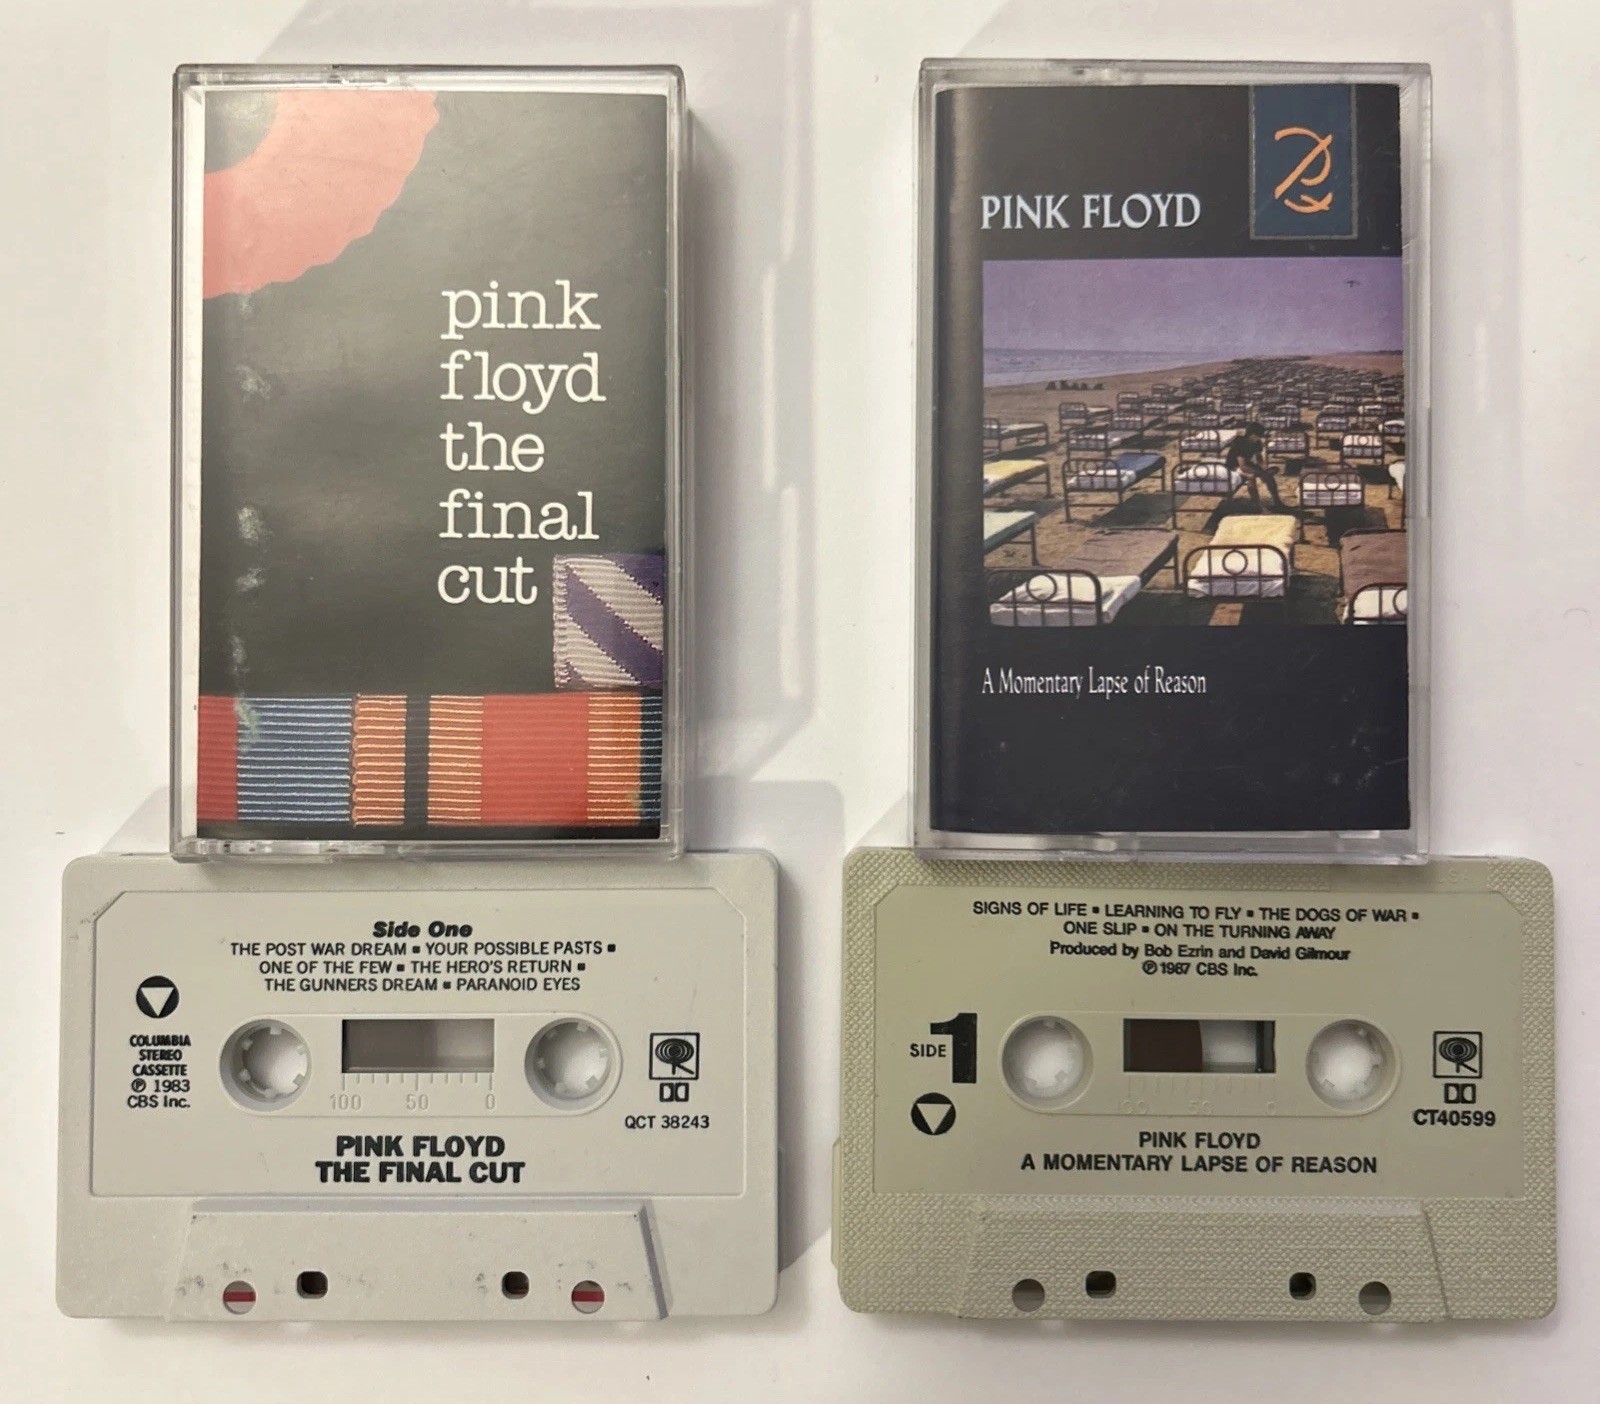 pink
floyd
the
final
cut
PINK FLOYD
A Momentary Lapse of Reason
Side One
THE POST WAR DREAM ▪ YOUR POSSIBLE PASTS ▪
ONE OF THE FEW ▪ THE HERO'S RETURN ▪
THE GUNNERS DREAM ▪ PARANOID EYES
COLUMBIA
STEREO
CASSETTE
℗ 1983
CBS Inc.
100 50 0
QCT 38243
PINK FLOYD
THE FINAL CUT
SIGNS OF LIFE ▪ LEARNING TO FLY ▪ THE DOGS OF WAR ▪
ONE SLIP ▪ ON THE TURNING AWAY
Produced by Bob Ezrin and David Gilmour
℗ 1987 CBS Inc.
SIDE 1
100 50 0
CT40599
PINK FLOYD
A MOMENTARY LAPSE OF REASON